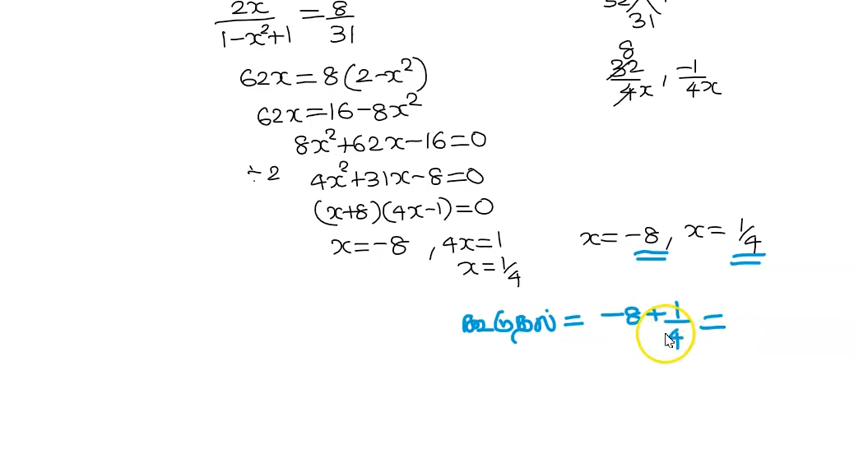 2x/(1-x²+1) = 8/31
31
62x = 8(2-x²)
8
32/4x, -1/4x
62x = 16-8x²
8x²+62x-16=0
÷2 4x²+31x-8=0
(x+8)(4x-1)=0
x=-8, 4x=1
x=1/4
x=-8, x=1/4
கூடுதல் = -8+1/4 =